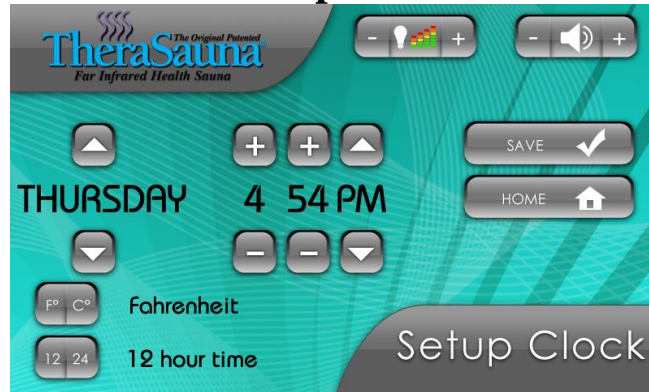 The Original Patented
TheraSauna
Far Infrared Health Sauna
- +
- +
+ +
SAVE
THURSDAY 4 54 PM
HOME
- -
F° C° Fahrenheit
12 24 12 hour time
Setup Clock